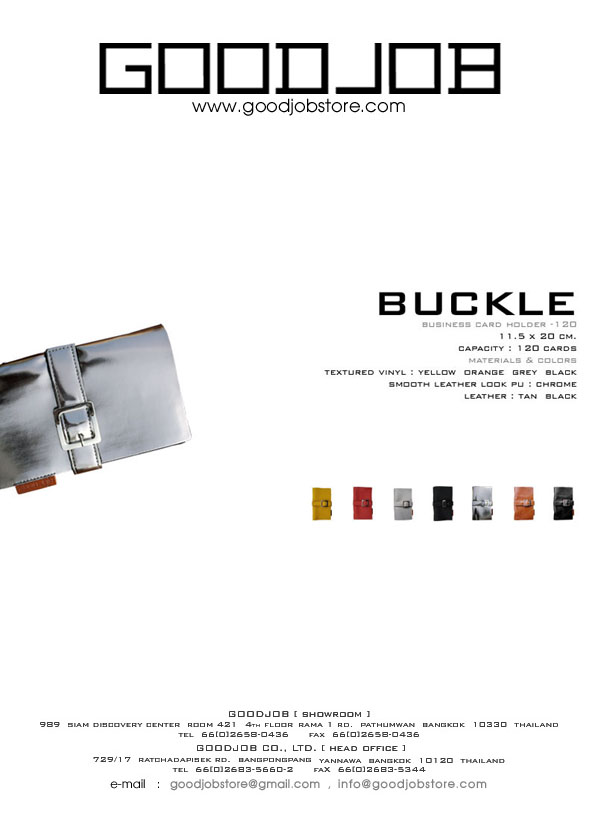 GOODJOB
www.goodjobstore.com
BUCKLE
BUSINESS CARD HOLDER -120
11.5 x 20 CM.
CAPACITY : 120 CARDS
MATERIALS & COLORS
TEXTURED VINYL : YELLOW ORANGE GREY BLACK
SMOOTH LEATHER LOOK PU : CHROME
LEATHER : TAN BLACK
GOODJOB [ SHOWROOM ]
989 SIAM DISCOVERY CENTER ROOM 421 4TH FLOOR RAMA 1 RD. PATHUMWAN BANGKOK 10330 THAILAND
TEL 66(0)2658-0436 FAX 66(0)2658-0436
GOODJOB CO., LTD. [ HEAD OFFICE ]
729/17 RATCHADAPISEK RD. BANGPONGPANG YANNAWA BANGKOK 10120 THAILAND
TEL 66(0)2683-5660-2 FAX 66(0)2683-5344
e-mail : goodjobstore@gmail.com , info@goodjobstore.com